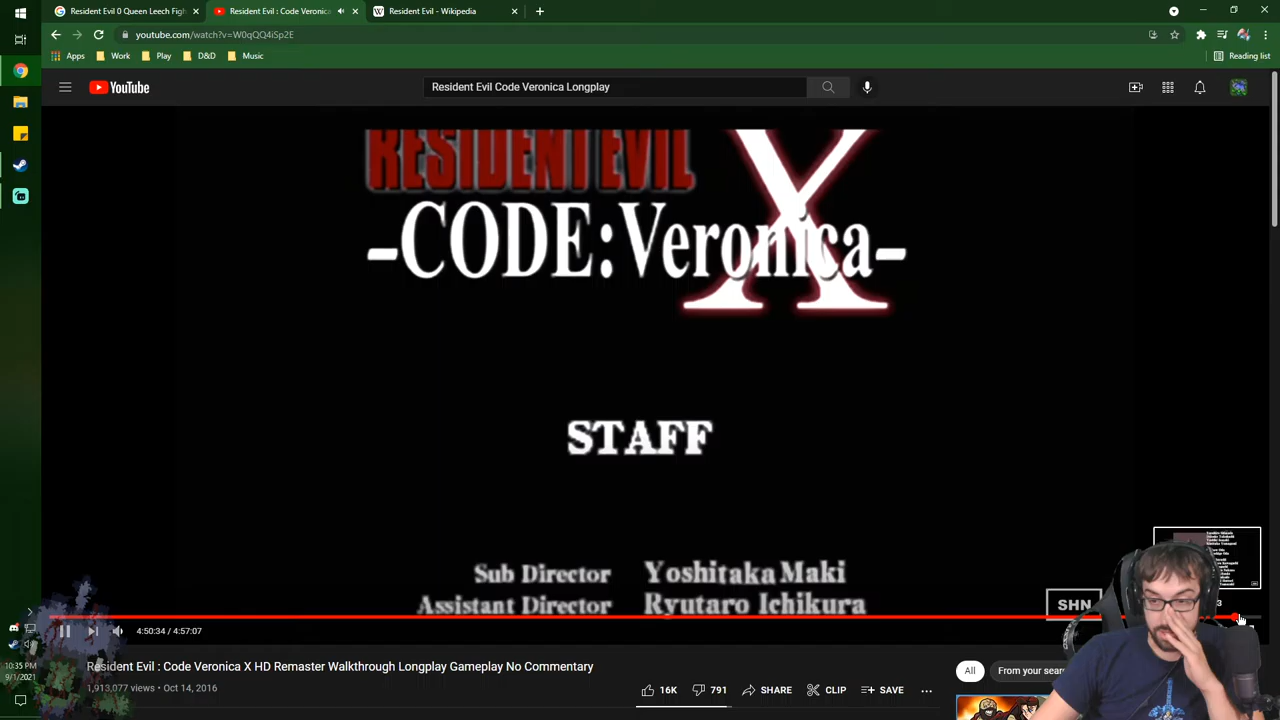 Resident Evil 0 Queen Leech Figh
Resident Evil : Code Veronic
Resident Evil - Wikipedia
youtube.com/watch?v=W0qQQ4iSp2E
Apps Work Play D&D Music Reading list
YouTube
Resident Evil Code Veronica Longplay
RESIDENT EVIL X
-CODE:Veronica-
STAFF
Sub Director Yoshitaka Maki
Assistant Director Ryutaro Ichikura
SHN
4:50:34 / 4:57:07
10:35 PM
9/1/2021
Resident Evil : Code Veronica X HD Remaster Walkthrough Longplay Gameplay No Commentary
1,913,077 views • Oct 14, 2016
16K 791 SHARE CLIP SAVE
All From your sear